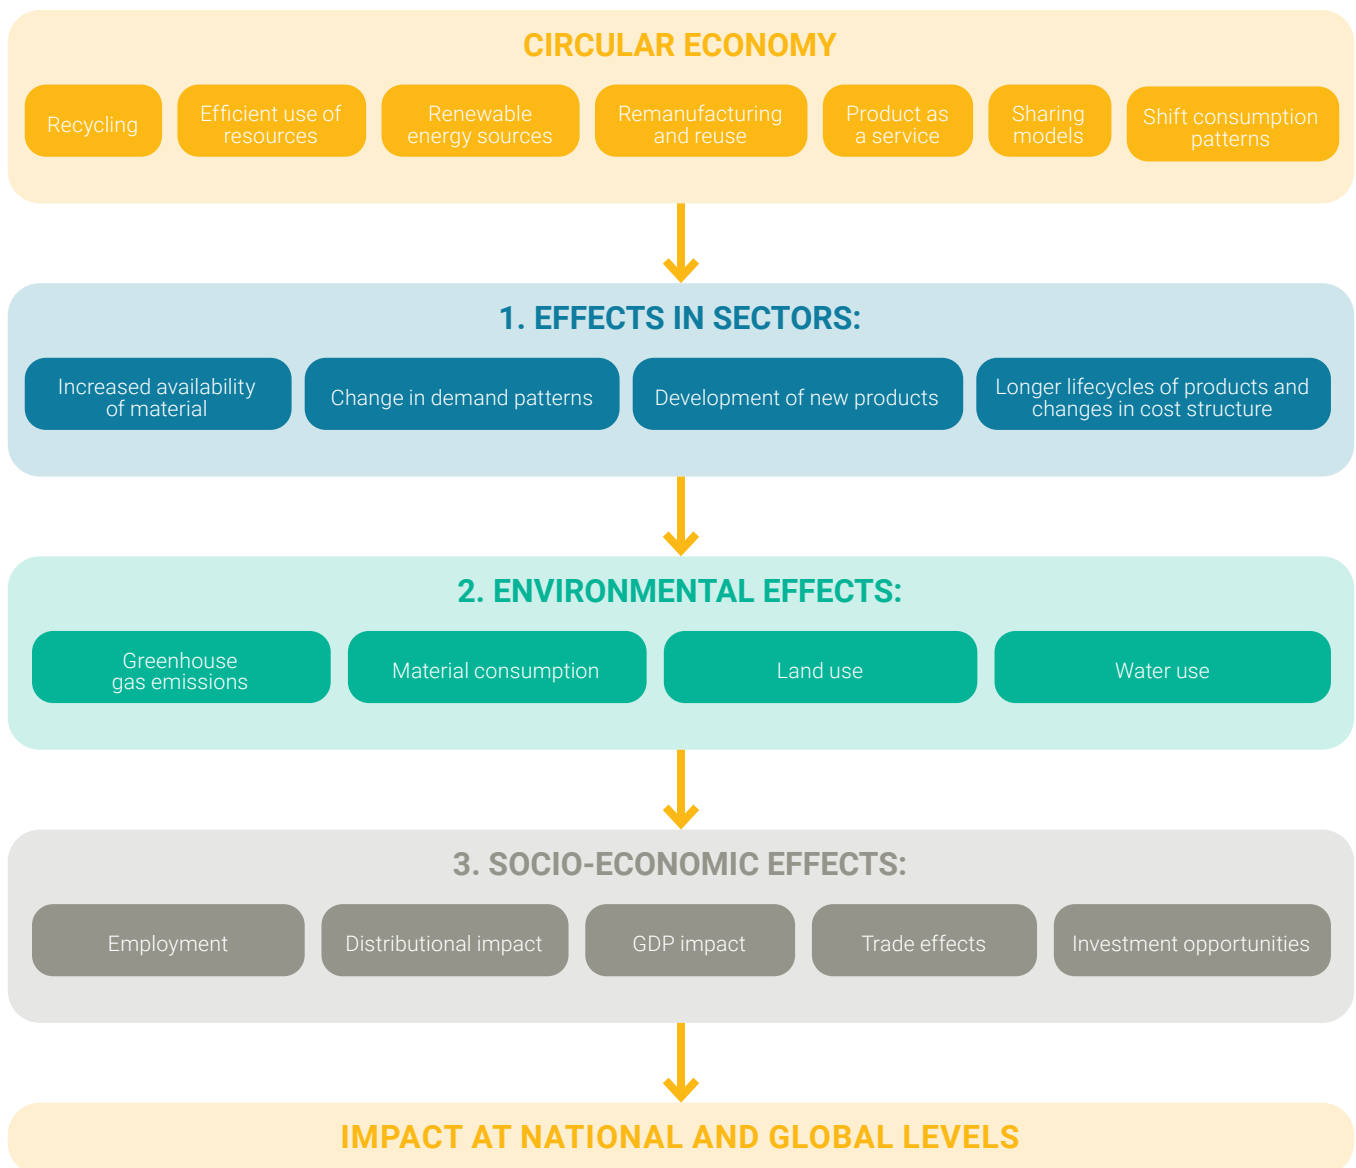 CIRCULAR ECONOMY
Recycling
Efficient use of
resources
Renewable
energy sources
Remanufacturing
and reuse
Product as
a service
Sharing
models
Shift consumption
patterns
1. EFFECTS IN SECTORS:
Increased availability
of material
Change in demand patterns
Development of new products
Longer lifecycles of products and
changes in cost structure
2. ENVIRONMENTAL EFFECTS:
Greenhouse
gas emissions
Material consumption
Land use
Water use
3. SOCIO-ECONOMIC EFFECTS:
Employment
Distributional impact
GDP impact
Trade effects
Investment opportunities
IMPACT AT NATIONAL AND GLOBAL LEVELS